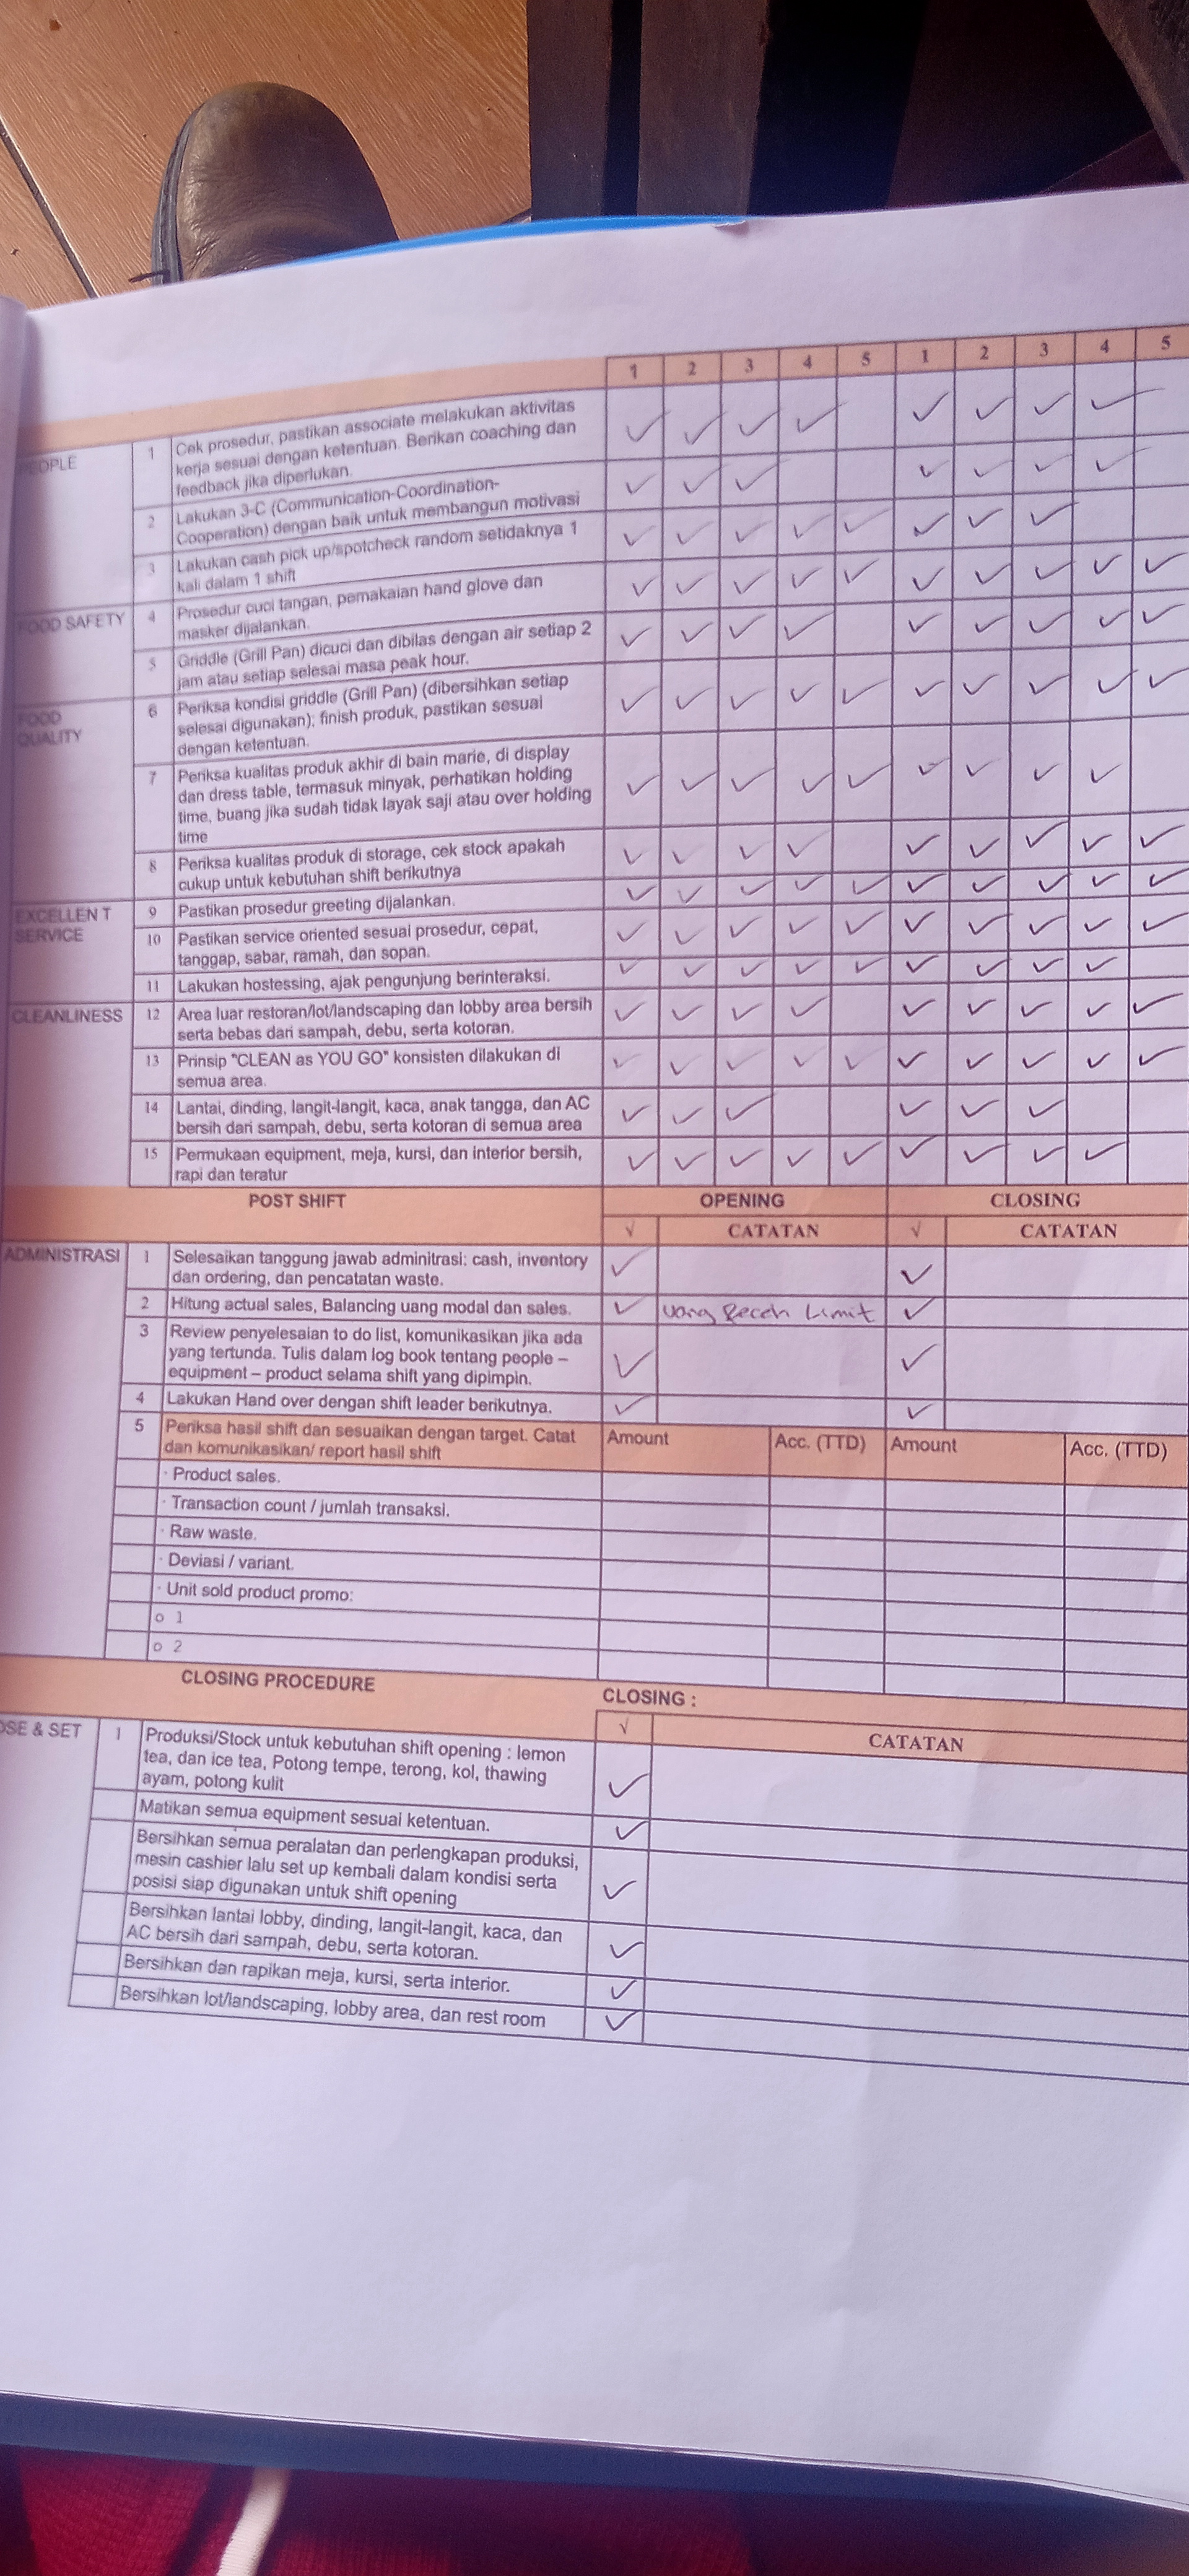 1 2 3 4 5 1 2 3 4 5
PEOPLE 1 Cek prosedur, pastikan associate melakukan aktivitas
kerja sesuai dengan ketentuan. Berikan coaching dan
feedback jika diperlukan.
2 Lakukan 3-C (Communication-Coordination-
Cooperation) dengan baik untuk membangun motivasi
3 Lakukan cash pick up/spotcheck random setidaknya 1
kali dalam 1 shift
FOOD SAFETY 4 Prosedur cuci tangan, pemakaian hand glove dan
masker dijalankan.
5 Griddle (Grill Pan) dicuci dan dibilas dengan air setiap 2
jam atau setiap selesai masa peak hour.
FOOD
QUALITY
6 Periksa kondisi griddle (Grill Pan) (dibersihkan setiap
selesai digunakan); finish produk, pastikan sesuai
dengan ketentuan.
7 Periksa kualitas produk akhir di bain marie, di display
dan dress table, termasuk minyak, perhatikan holding
time, buang jika sudah tidak layak saji atau over holding
time
8 Periksa kualitas produk di storage, cek stock apakah
cukup untuk kebutuhan shift berikutnya
EXCELLEN T
SERVICE
9 Pastikan prosedur greeting dijalankan.
10 Pastikan service oriented sesuai prosedur, cepat,
tanggap, sabar, ramah, dan sopan.
11 Lakukan hostessing, ajak pengunjung berinteraksi.
CLEANLINESS 12 Area luar restoran/lot/landscaping dan lobby area bersih
serta bebas dari sampah, debu, serta kotoran.
13 Prinsip "CLEAN as YOU GO" konsisten dilakukan di
semua area.
14 Lantai, dinding, langit-langit, kaca, anak tangga, dan AC
bersih dari sampah, debu, serta kotoran di semua area
15 Permukaan equipment, meja, kursi, dan interior bersih,
rapi dan teratur
POST SHIFT OPENING CLOSING
√ CATATAN √ CATATAN
ADMINISTRASI 1 Selesaikan tanggung jawab adminitrasi: cash, inventory
dan ordering, dan pencatatan waste.
2 Hitung actual sales, Balancing uang modal dan sales. uang Receh Limit
3 Review penyelesaian to do list, komunikasikan jika ada
yang tertunda. Tulis dalam log book tentang people –
equipment – product selama shift yang dipimpin.
4 Lakukan Hand over dengan shift leader berikutnya.
5 Periksa hasil shift dan sesuaikan dengan target. Catat
dan komunikasikan/ report hasil shift
Amount Acc. (TTD) Amount Acc. (TTD)
· Product sales.
· Transaction count / jumlah transaksi.
· Raw waste.
· Deviasi / variant.
· Unit sold product promo:
o 1
o 2
CLOSING PROCEDURE CLOSING :
√ CATATAN
OSE & SET 1 Produksi/Stock untuk kebutuhan shift opening : lemon
tea, dan ice tea, Potong tempe, terong, kol, thawing
ayam, potong kulit
Matikan semua equipment sesuai ketentuan.
Bersihkan semua peralatan dan perlengkapan produksi,
mesin cashier lalu set up kembali dalam kondisi serta
posisi siap digunakan untuk shift opening
Bersihkan lantai lobby, dinding, langit-langit, kaca, dan
AC bersih dari sampah, debu, serta kotoran.
Bersihkan dan rapikan meja, kursi, serta interior.
Bersihkan lot/landscaping, lobby area, dan rest room